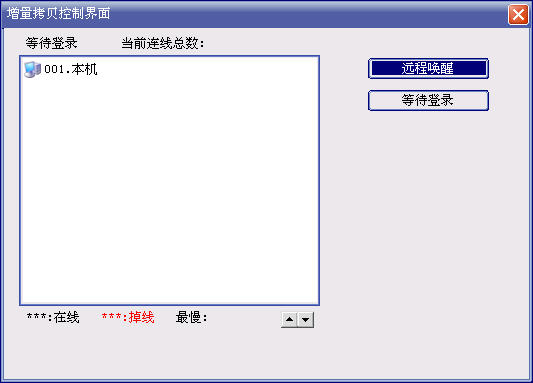 增量拷贝控制界面
等待登录 当前连线总数:
001.本机
远程唤醒
等待登录
***:在线 ***:掉线 最慢: